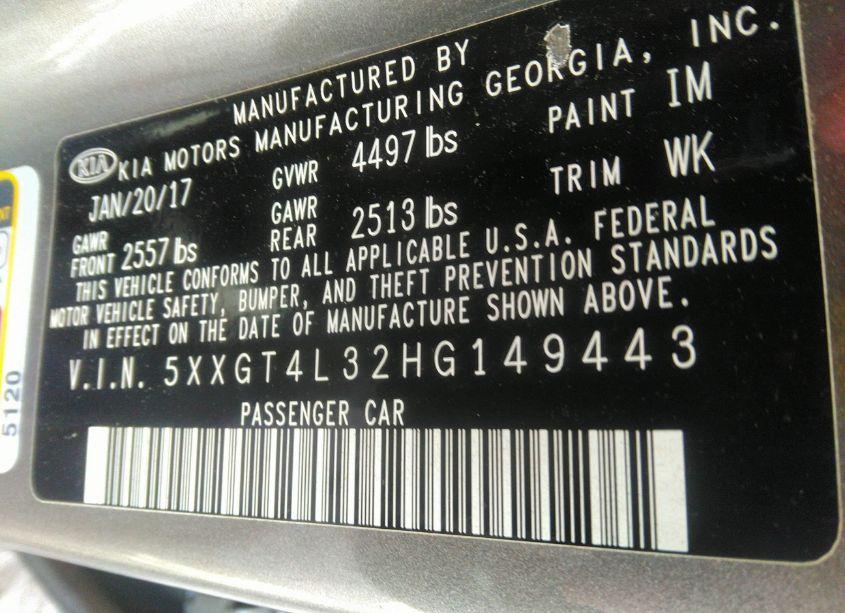 MANUFACTURED BY
KIA KIA MOTORS MANUFACTURING GEORGIA, INC.
JAN/20/17 GVWR 4497 lbs PAINT IM
GAWR FRONT 2557 lbs GAWR REAR 2513 lbs TRIM WK
THIS VEHICLE CONFORMS TO ALL APPLICABLE U.S.A. FEDERAL
MOTOR VEHICLE SAFETY, BUMPER, AND THEFT PREVENTION STANDARDS
IN EFFECT ON THE DATE OF MANUFACTURE SHOWN ABOVE.
V.I.N. 5XXGT4L32HG149443
PASSENGER CAR
5120